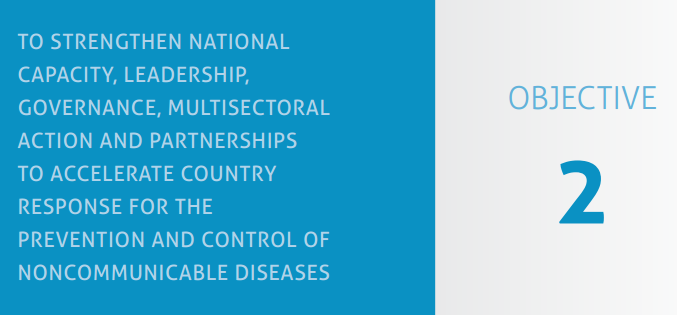 TO STRENGTHEN NATIONAL
CAPACITY, LEADERSHIP,
GOVERNANCE, MULTISECTORAL
ACTION AND PARTNERSHIPS
TO ACCELERATE COUNTRY
RESPONSE FOR THE
PREVENTION AND CONTROL OF
NONCOMMUNICABLE DISEASES
OBJECTIVE
2